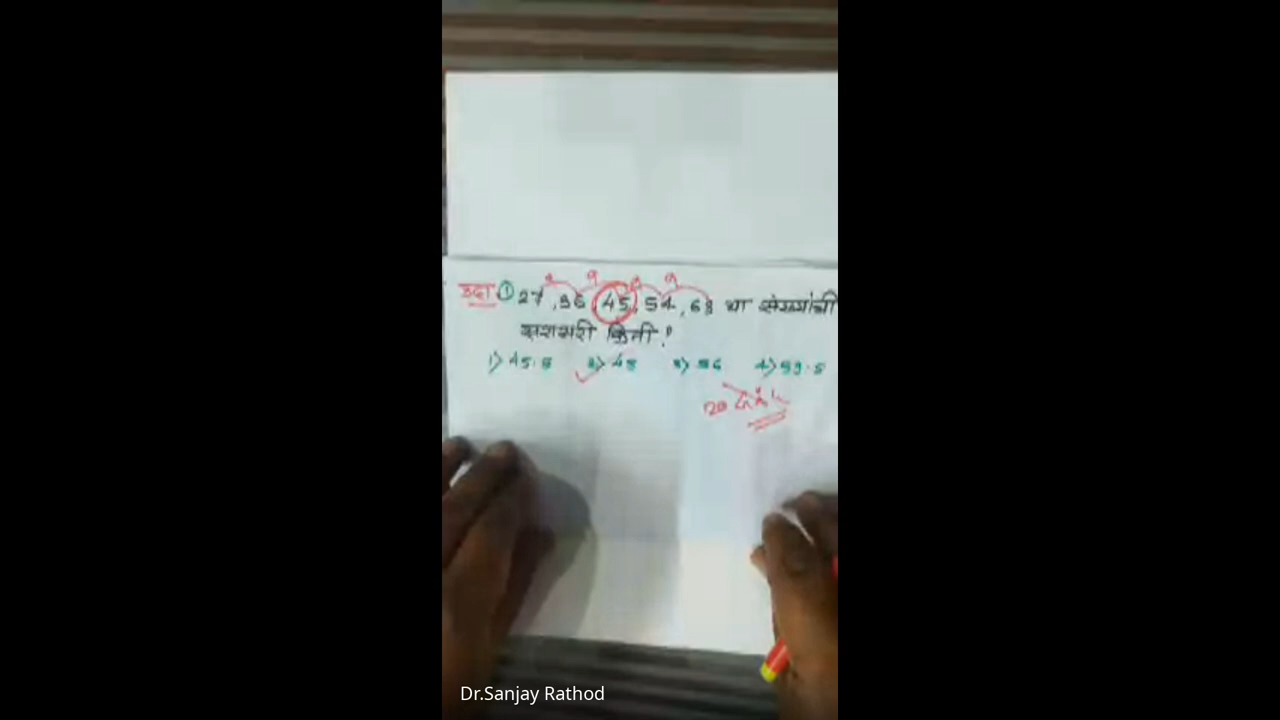 उदा ① 27, 36, 45, 54, 63 या संख्यांची
सरासरी किती?
1) 45.5 2) 45 3) 56 4) 59.5
Dr.Sanjay Rathod